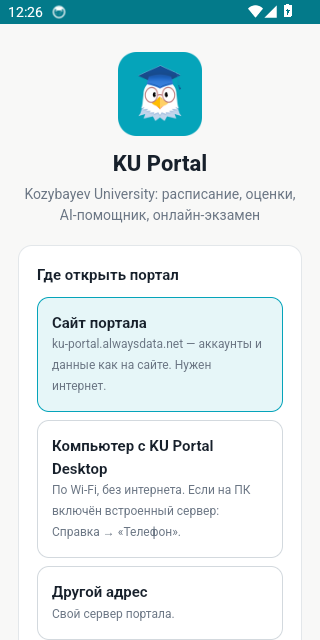 12:26
KU Portal
Kozybayev University: расписание, оценки,
AI-помощник, онлайн-экзамен
Где открыть портал
Сайт портала
ku-portal.alwaysdata.net — аккаунты и
данные как на сайте. Нужен
интернет.
Компьютер с KU Portal
Desktop
По Wi-Fi, без интернета. Если на ПК
включён встроенный сервер:
Справка → «Телефон».
Другой адрес
Свой сервер портала.